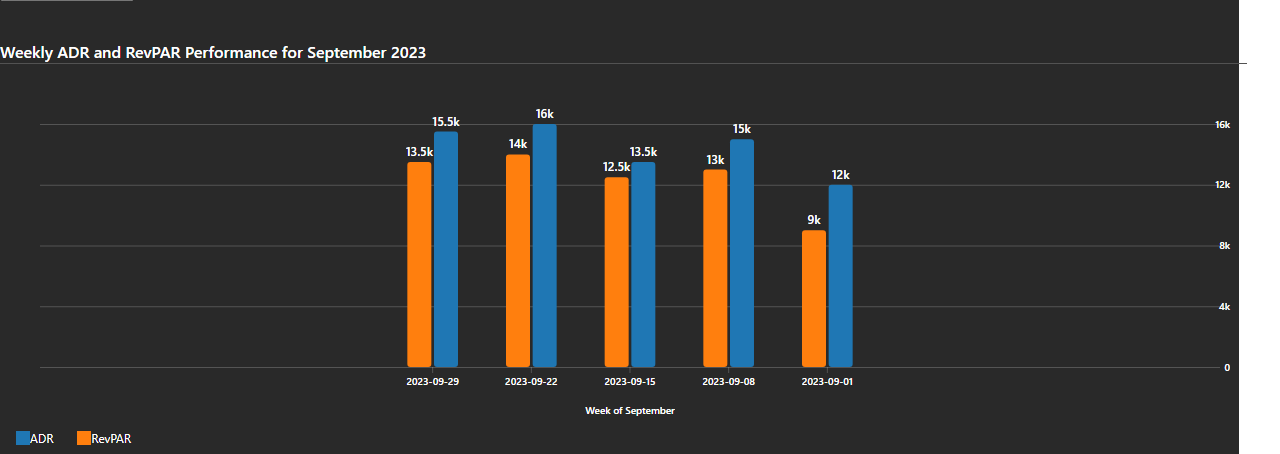 Weekly ADR and RevPAR Performance for September 2023
16k
15.5k
15k
14k
13.5k
13.5k
13k
12.5k
12k
9k
16k
12k
8k
4k
0
2023-09-29 2023-09-22 2023-09-15 2023-09-08 2023-09-01
Week of September
ADR RevPAR